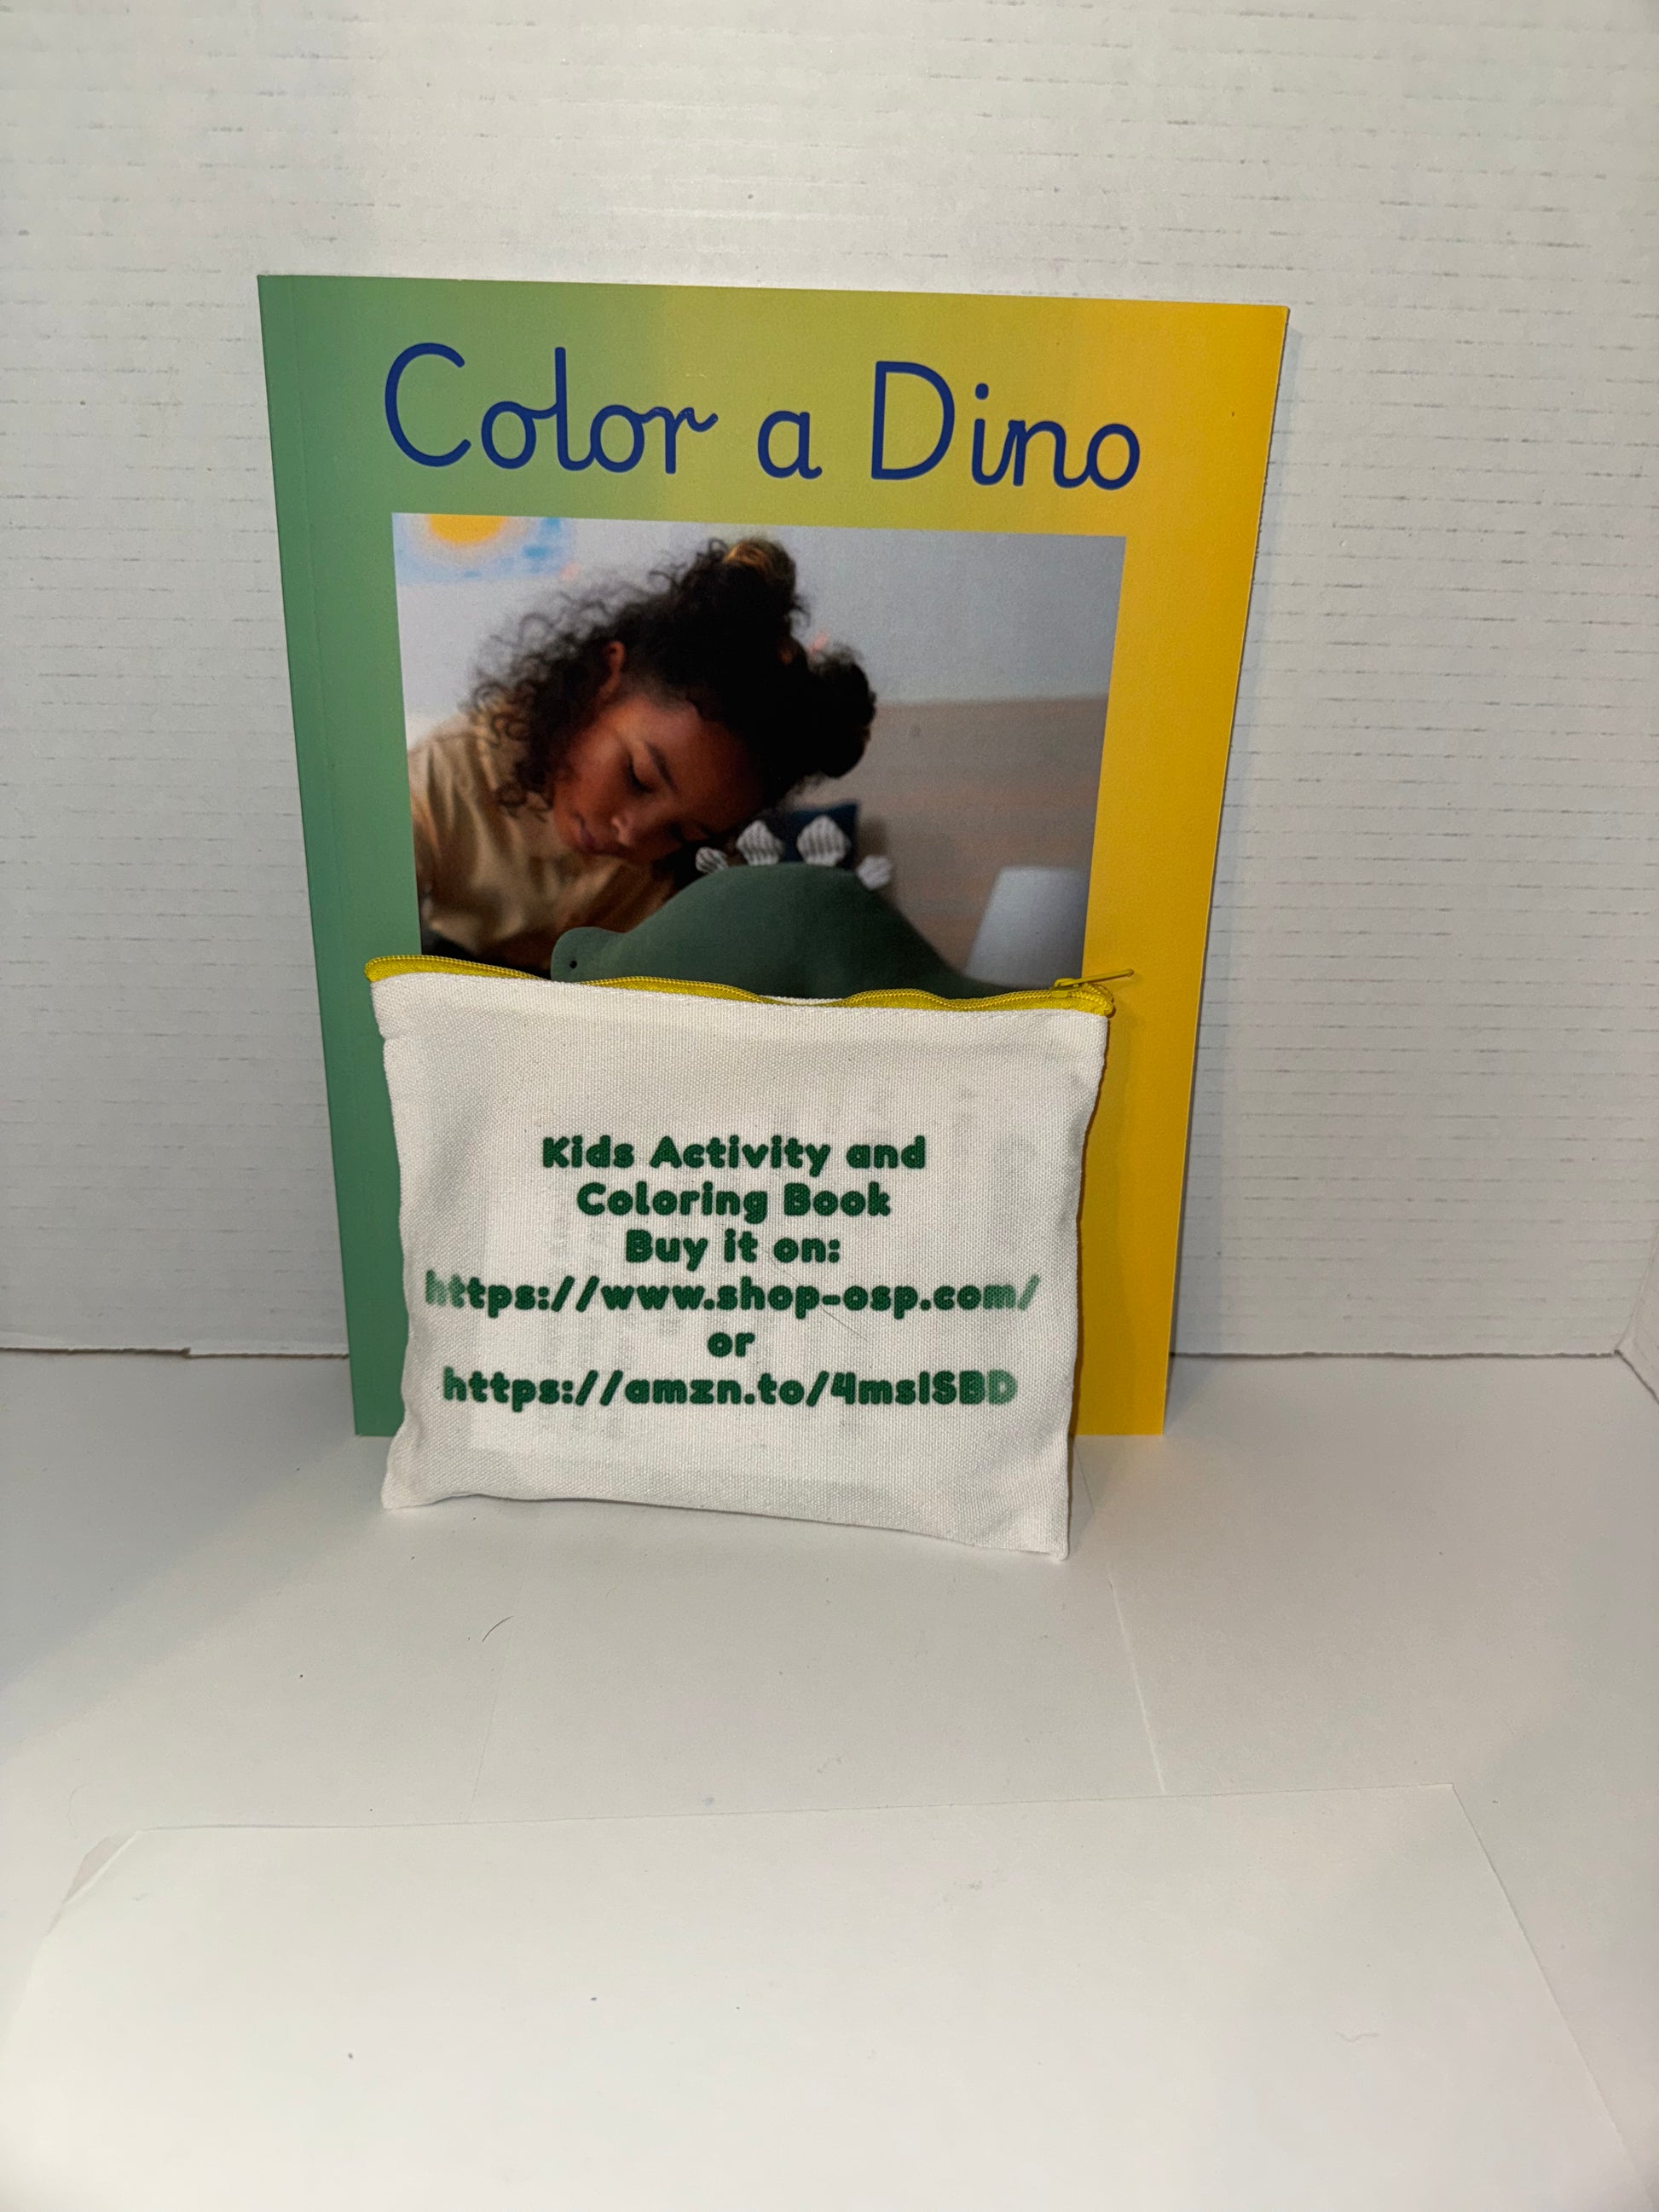 Color a Dino
Kids Activity and
Coloring Book
Buy it on:
https://www.shop-osp.com/
or
https://amzn.to/4mslSBD